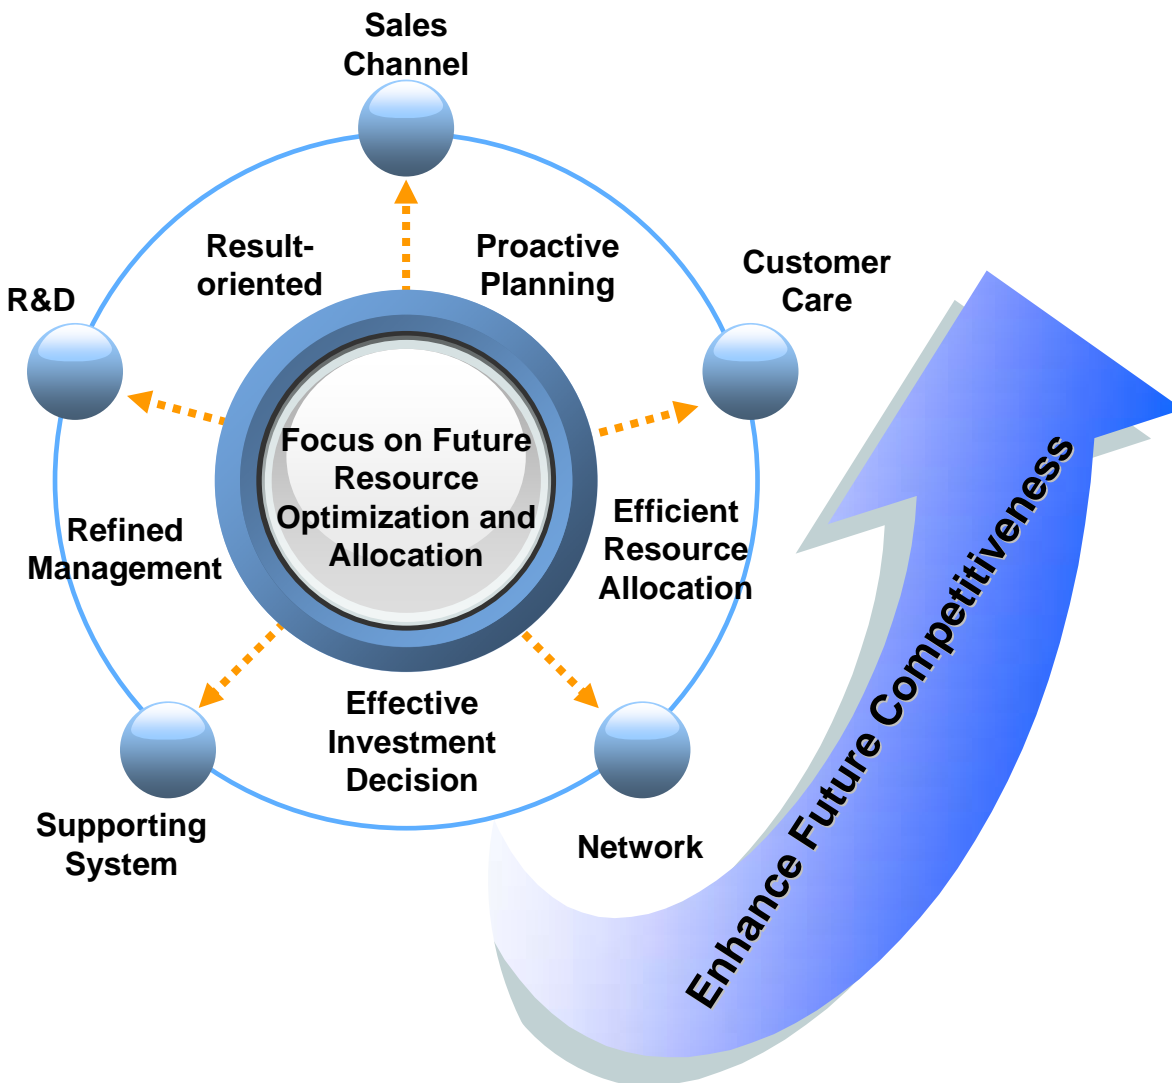 Sales
Channel
Result-
oriented
Proactive
Planning
Customer
Care
R&D
Focus on Future
Resource
Optimization and
Allocation
Refined
Management
Efficient
Resource
Allocation
Effective
Investment
Decision
Supporting
System
Network
Enhance Future Competitiveness